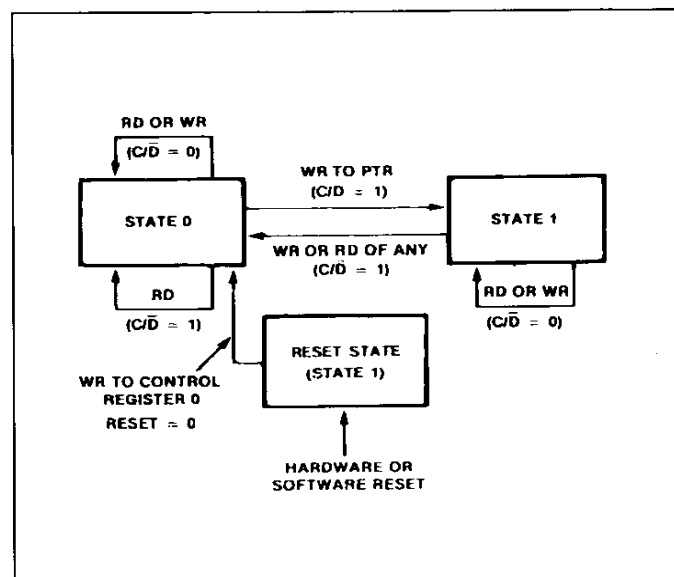 RD OR WR
(C/D̅ = 0)
WR TO PTR
(C/D = 1)
STATE 0
STATE 1
WR OR RD OF ANY
(C/D̅ = 1)
RD
(C/D̅ = 1)
RD OR WR
(C/D̅ = 0)
RESET STATE
(STATE 1)
WR TO CONTROL
REGISTER 0
RESET = 0
HARDWARE OR
SOFTWARE RESET